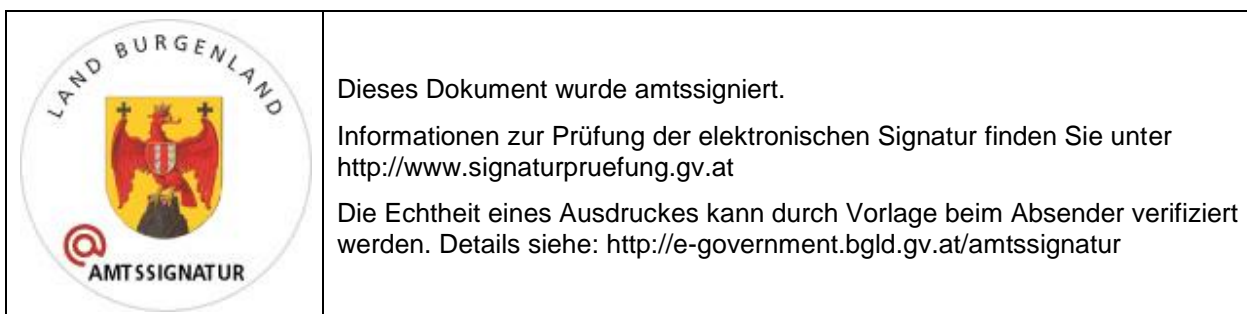 LAND BURGENLAND
@
AMTSSIGNATUR
Dieses Dokument wurde amtssigniert.
Informationen zur Prüfung der elektronischen Signatur finden Sie unter
http://www.signaturpruefung.gv.at
Die Echtheit eines Ausdruckes kann durch Vorlage beim Absender verifiziert
werden. Details siehe: http://e-government.bgld.gv.at/amtssignatur